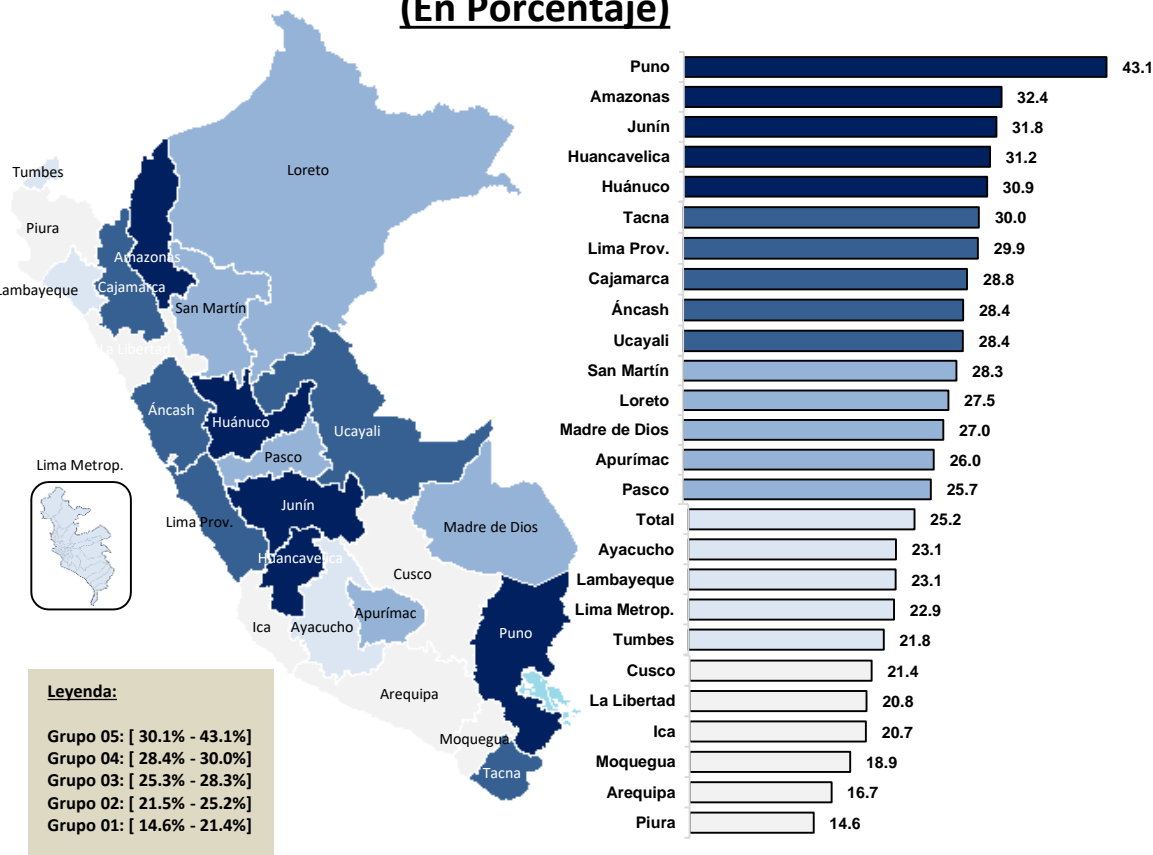 (En Porcentaje)
Tumbes
Piura
Lambayeque
Amazonas
Cajamarca
Loreto
San Martín
La Libertad
Áncash
Huánuco
Ucayali
Pasco
Lima Metrop.
Lima Prov.
Junín
Madre de Dios
Huancavelica
Cusco
Ica
Ayacucho
Apurímac
Puno
Arequipa
Moquegua
Tacna
Leyenda:
Grupo 05: [ 30.1% - 43.1%]
Grupo 04: [ 28.4% - 30.0%]
Grupo 03: [ 25.3% - 28.3%]
Grupo 02: [ 21.5% - 25.2%]
Grupo 01: [ 14.6% - 21.4%]
Puno 43.1
Amazonas 32.4
Junín 31.8
Huancavelica 31.2
Huánuco 30.9
Tacna 30.0
Lima Prov. 29.9
Cajamarca 28.8
Áncash 28.4
Ucayali 28.4
San Martín 28.3
Loreto 27.5
Madre de Dios 27.0
Apurímac 26.0
Pasco 25.7
Total 25.2
Ayacucho 23.1
Lambayeque 23.1
Lima Metrop. 22.9
Tumbes 21.8
Cusco 21.4
La Libertad 20.8
Ica 20.7
Moquegua 18.9
Arequipa 16.7
Piura 14.6